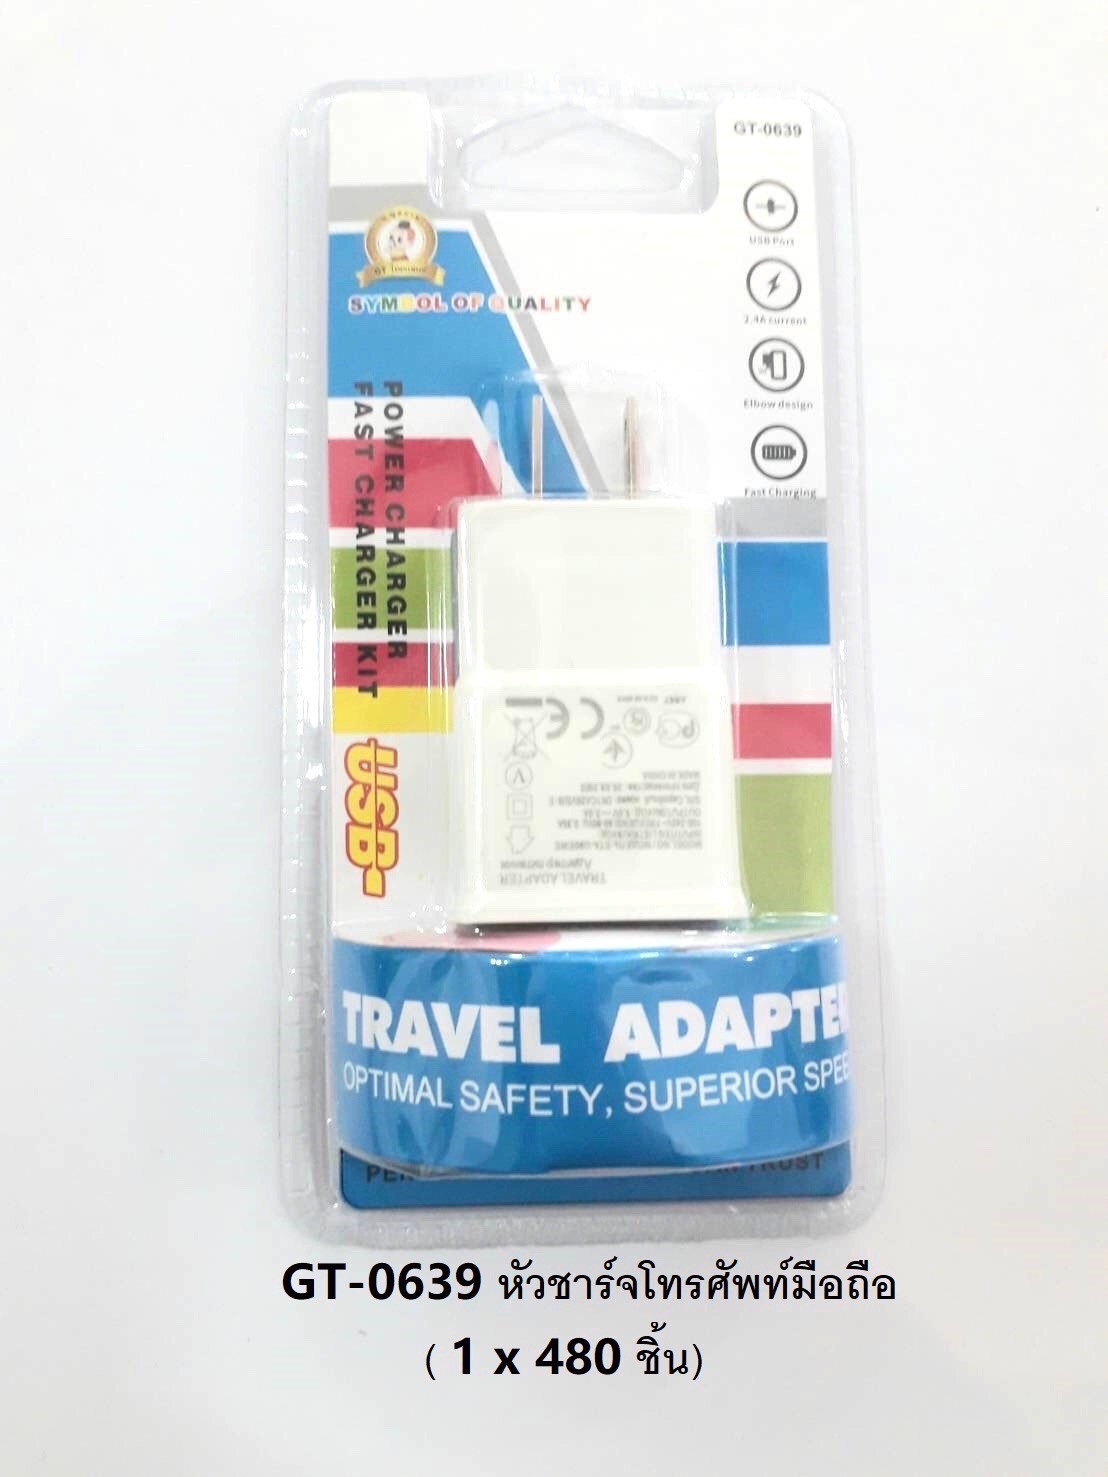 GT-0639
USB Port
2.4A current
Elbow design
Fast Charging
SYMBOL OF QUALITY
POWER CHARGER
FAST CHARGER KIT
USB
TRAVEL ADAPTER
MADE IN CHINA
TRAVEL ADAPTE
OPTIMAL SAFETY, SUPERIOR SPEE
TRUST
GT-0639 หัวชาร์จโทรศัพท์มือถือ
( 1 x 480 ชิ้น)